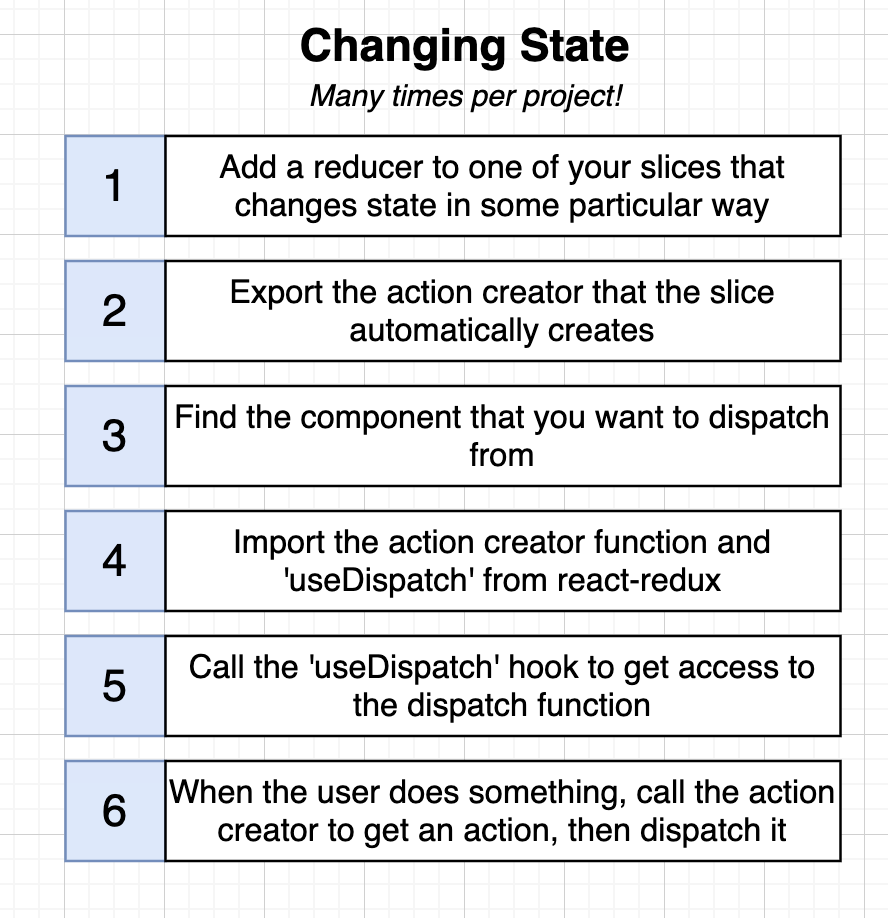 Changing State
Many times per project!
1
Add a reducer to one of your slices that
changes state in some particular way
2
Export the action creator that the slice
automatically creates
3
Find the component that you want to dispatch
from
4
Import the action creator function and
'useDispatch' from react-redux
5
Call the 'useDispatch' hook to get access to
the dispatch function
6
When the user does something, call the action
creator to get an action, then dispatch it